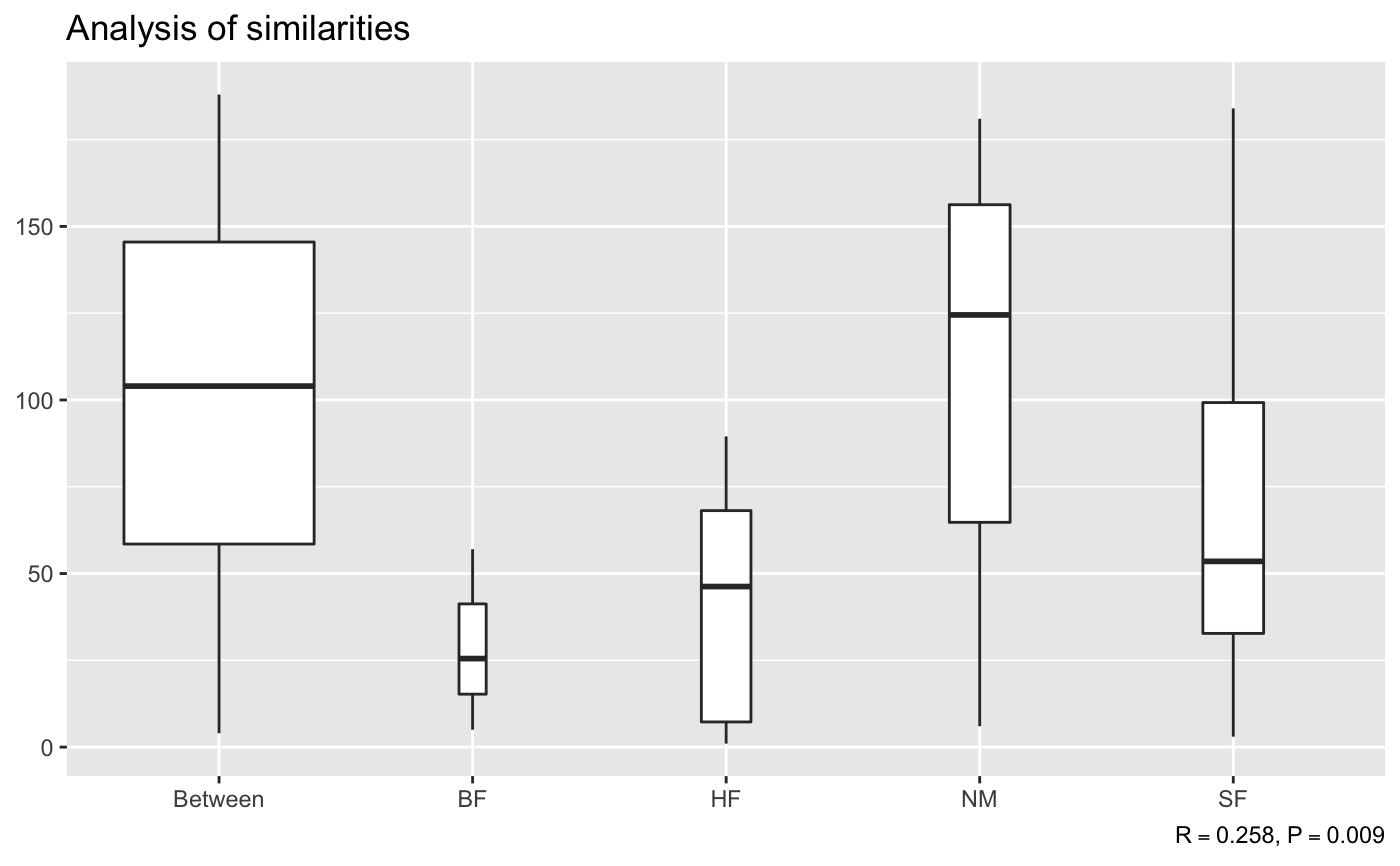 Analysis of similarities
150
100
50
0
Between BF HF NM SF
R = 0.258, P = 0.009